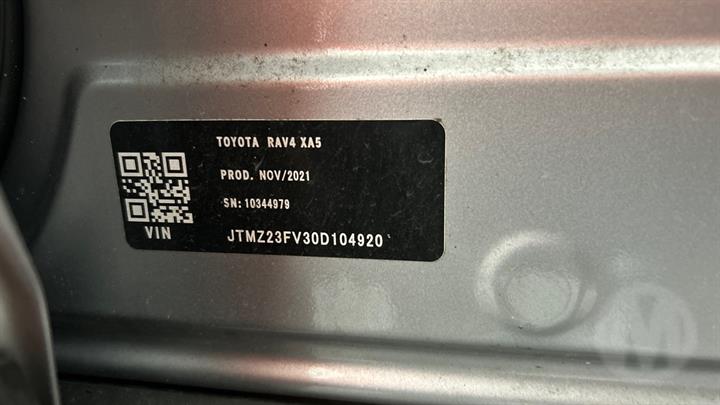 TOYOTA RAV4 XA5
PROD. NOV/2021
SN: 10344979
VIN
JTMZ23FV30D104920
M